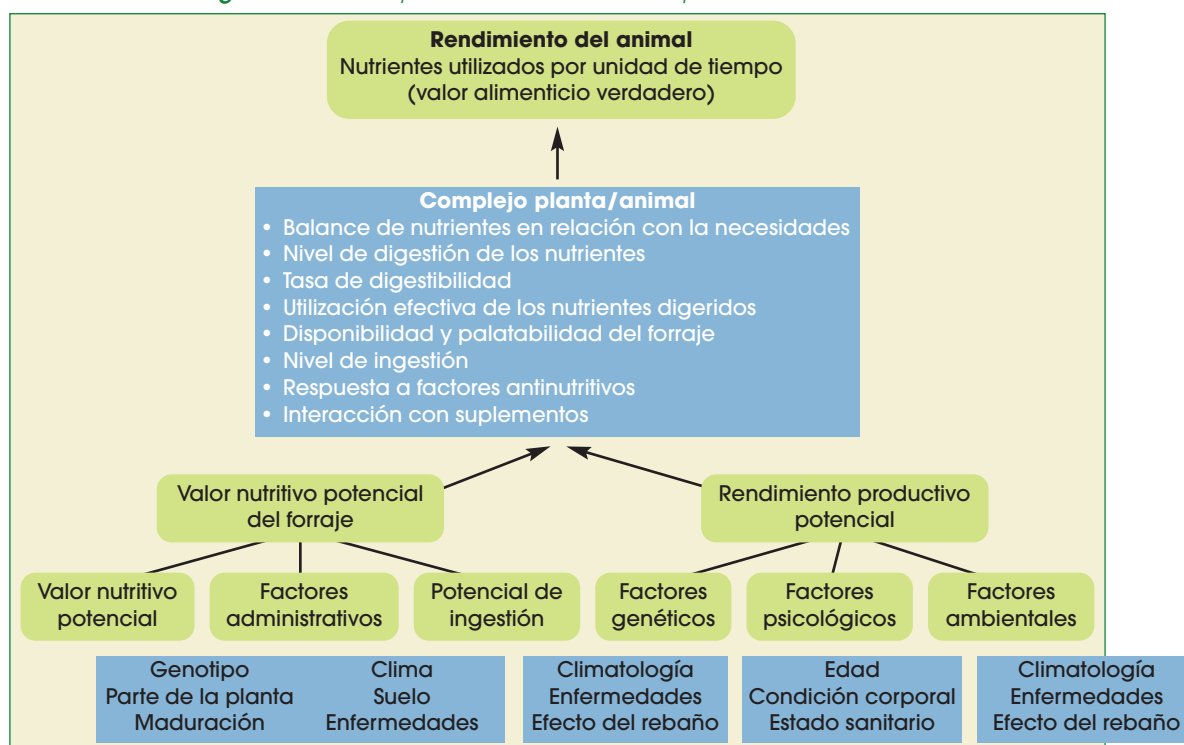 Rendimiento del animal
Nutrientes utilizados por unidad de tiempo
(valor alimenticio verdadero)
Complejo planta/animal
• Balance de nutrientes en relación con la necesidades
• Nivel de digestión de los nutrientes
• Tasa de digestibilidad
• Utilización efectiva de los nutrientes digeridos
• Disponibilidad y palatabilidad del forraje
• Nivel de ingestión
• Respuesta a factores antinutritivos
• Interacción con suplementos
Valor nutritivo potencial
del forraje
Rendimiento productivo
potencial
Valor nutritivo
potencial
Factores
administrativos
Potencial de
ingestión
Factores
genéticos
Factores
psicológicos
Factores
ambientales
Genotipo
Parte de la planta
Maduración
Clima
Suelo
Enfermedades
Climatología
Enfermedades
Efecto del rebaño
Edad
Condición corporal
Estado sanitario
Climatología
Enfermedades
Efecto del rebaño